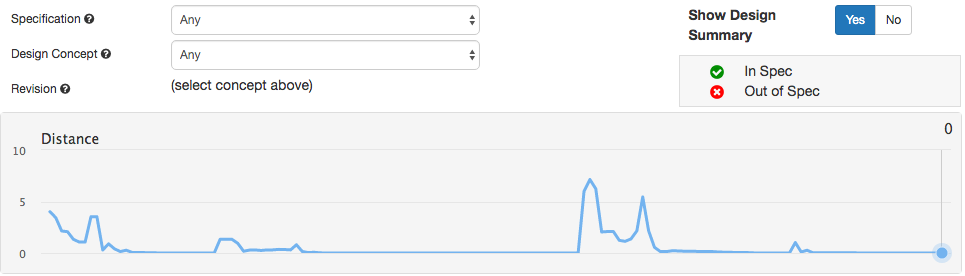 Specification ?
Any
Show Design
Summary
Yes
No
Design Concept ?
Any
Revision ?
(select concept above)
In Spec
Out of Spec
Distance
0
10
5
0